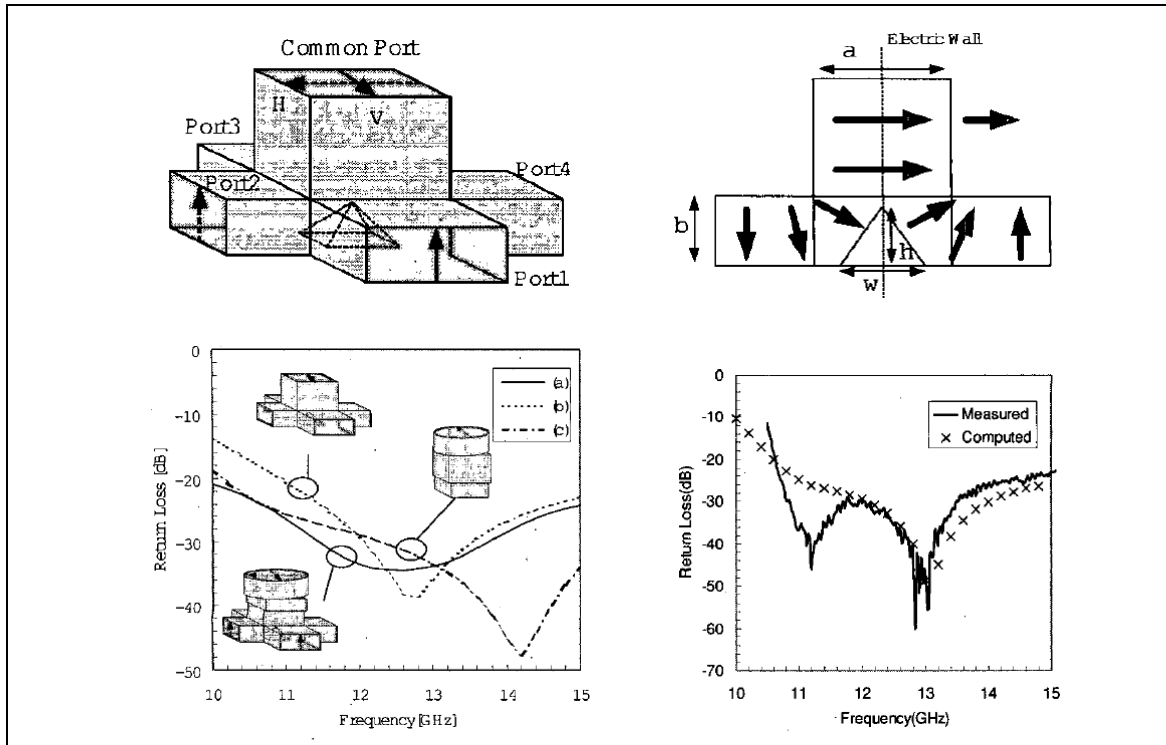 Common Port
H
V
Port3
Port2
Port4
Port1
Electric Wall
a
b
h
w
0
-10
-20
-30
-40
-50
Return Loss [dB]
(a)
(b)
(c)
10
11
12
13
14
15
Frequency[GHz]
0
-10
-20
-30
-40
-50
-60
-70
Return Loss(dB)
Measured
Computed
10
11
12
13
14
15
Frequency(GHz)